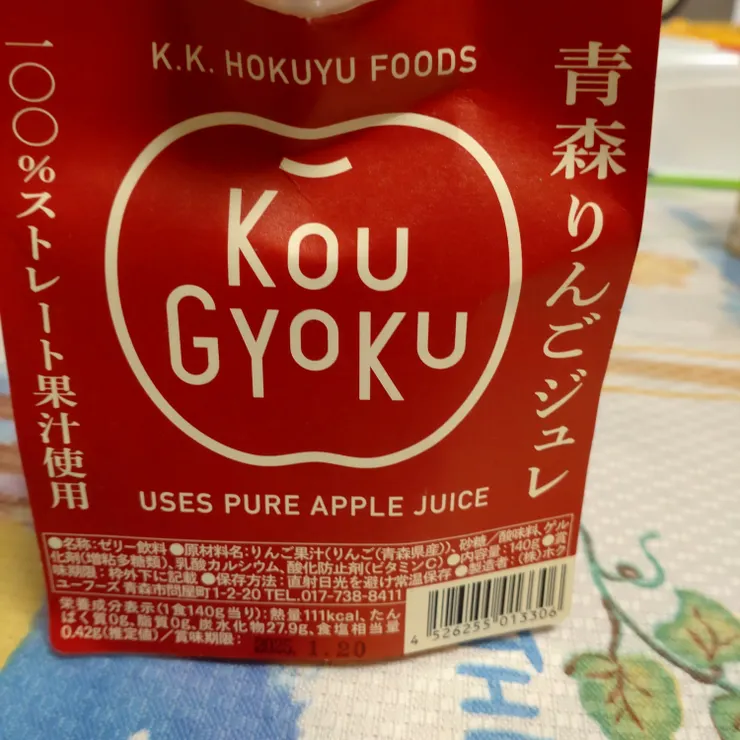 K.K. HOKUYU FOODS
青森りんごジュレ
一〇〇%ストレート果汁使用
KOU
GYOKU
USES PURE APPLE JUICE
●名称:ゼリー飲料 ●原材料名:りんご果汁(りんご(青森県産))、砂糖/酸味料、ゲル
化剤(増粘多糖類)、乳酸カルシウム、酸化防止剤(ビタミンC) ●内容量:140g ●賞
味期限:枠外下に記載 ●保存方法:直射日光を避け常温保存 ●製造者:(株)ホク
ユーフーズ 青森市問屋町1-2-20 TEL.017-738-8411
栄養成分表示(1食140g当り):熱量111kcal、たん
ぱく質0g、脂質0g、炭水化物27.9g、食塩相当量
0.42g(推定値)/賞味期限:
2025.1.20
4 526255 013306
THE